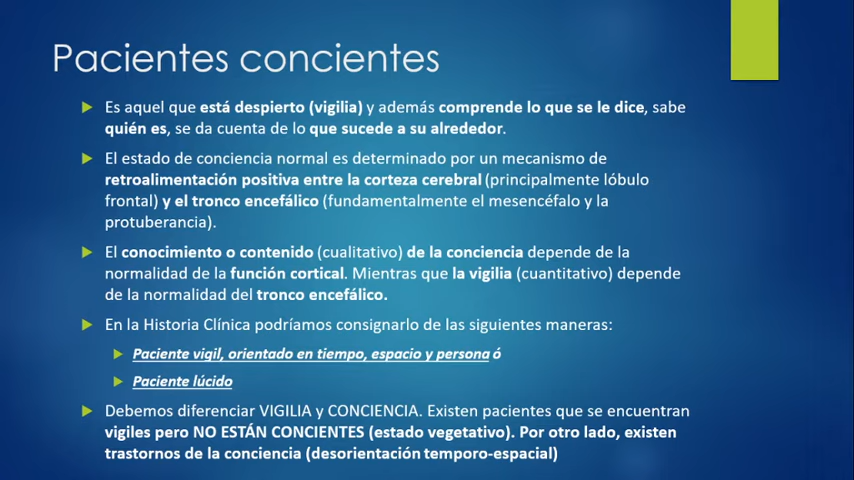 Pacientes concientes
Es aquel que está despierto (vigilia) y además comprende lo que se le dice, sabe
quién es, se da cuenta de lo que sucede a su alrededor.
El estado de conciencia normal es determinado por un mecanismo de
retroalimentación positiva entre la corteza cerebral (principalmente lóbulo
frontal) y el tronco encefálico (fundamentalmente el mesencéfalo y la
protuberancia).
El conocimiento o contenido (cualitativo) de la conciencia depende de la
normalidad de la función cortical. Mientras que la vigilia (cuantitativo) depende
de la normalidad del tronco encefálico.
En la Historia Clínica podríamos consignarlo de las siguientes maneras:
Paciente vigil, orientado en tiempo, espacio y persona ó
Paciente lúcido
Debemos diferenciar VIGILIA y CONCIENCIA. Existen pacientes que se encuentran
vigiles pero NO ESTÁN CONCIENTES (estado vegetativo). Por otro lado, existen
trastornos de la conciencia (desorientación temporo-espacial)